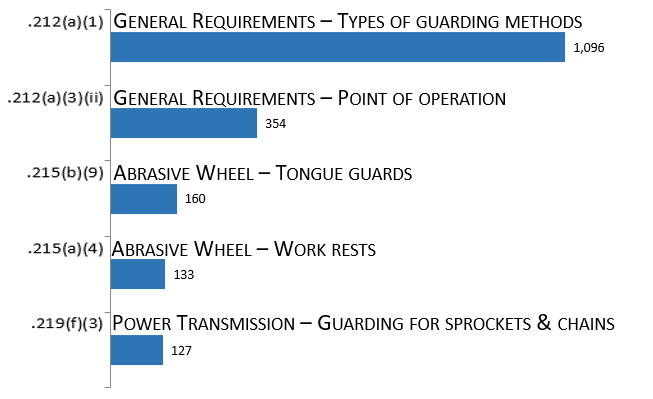 .212(a)(1) General Requirements – Types of guarding methods
1,096
.212(a)(3)(ii) General Requirements – Point of operation
354
.215(b)(9) Abrasive Wheel – Tongue guards
160
.215(a)(4) Abrasive Wheel – Work rests
133
.219(f)(3) Power Transmission – Guarding for sprockets & chains
127